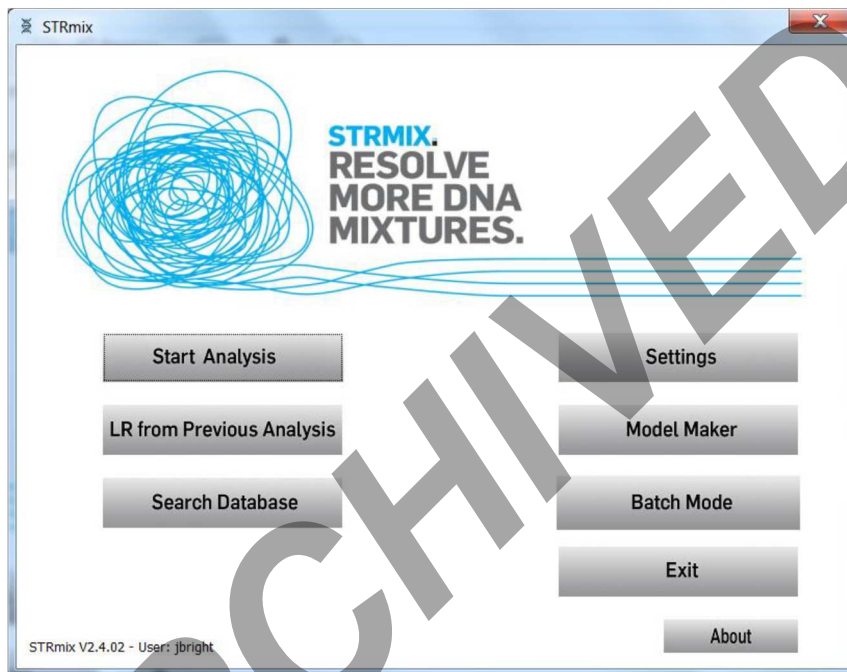 STRmix
STRMIX.
RESOLVE
MORE DNA
MIXTURES.
Start Analysis
Settings
LR from Previous Analysis
Model Maker
Search Database
Batch Mode
Exit
About
STRmix V2.4.02 - User: jbright
RCHIVED